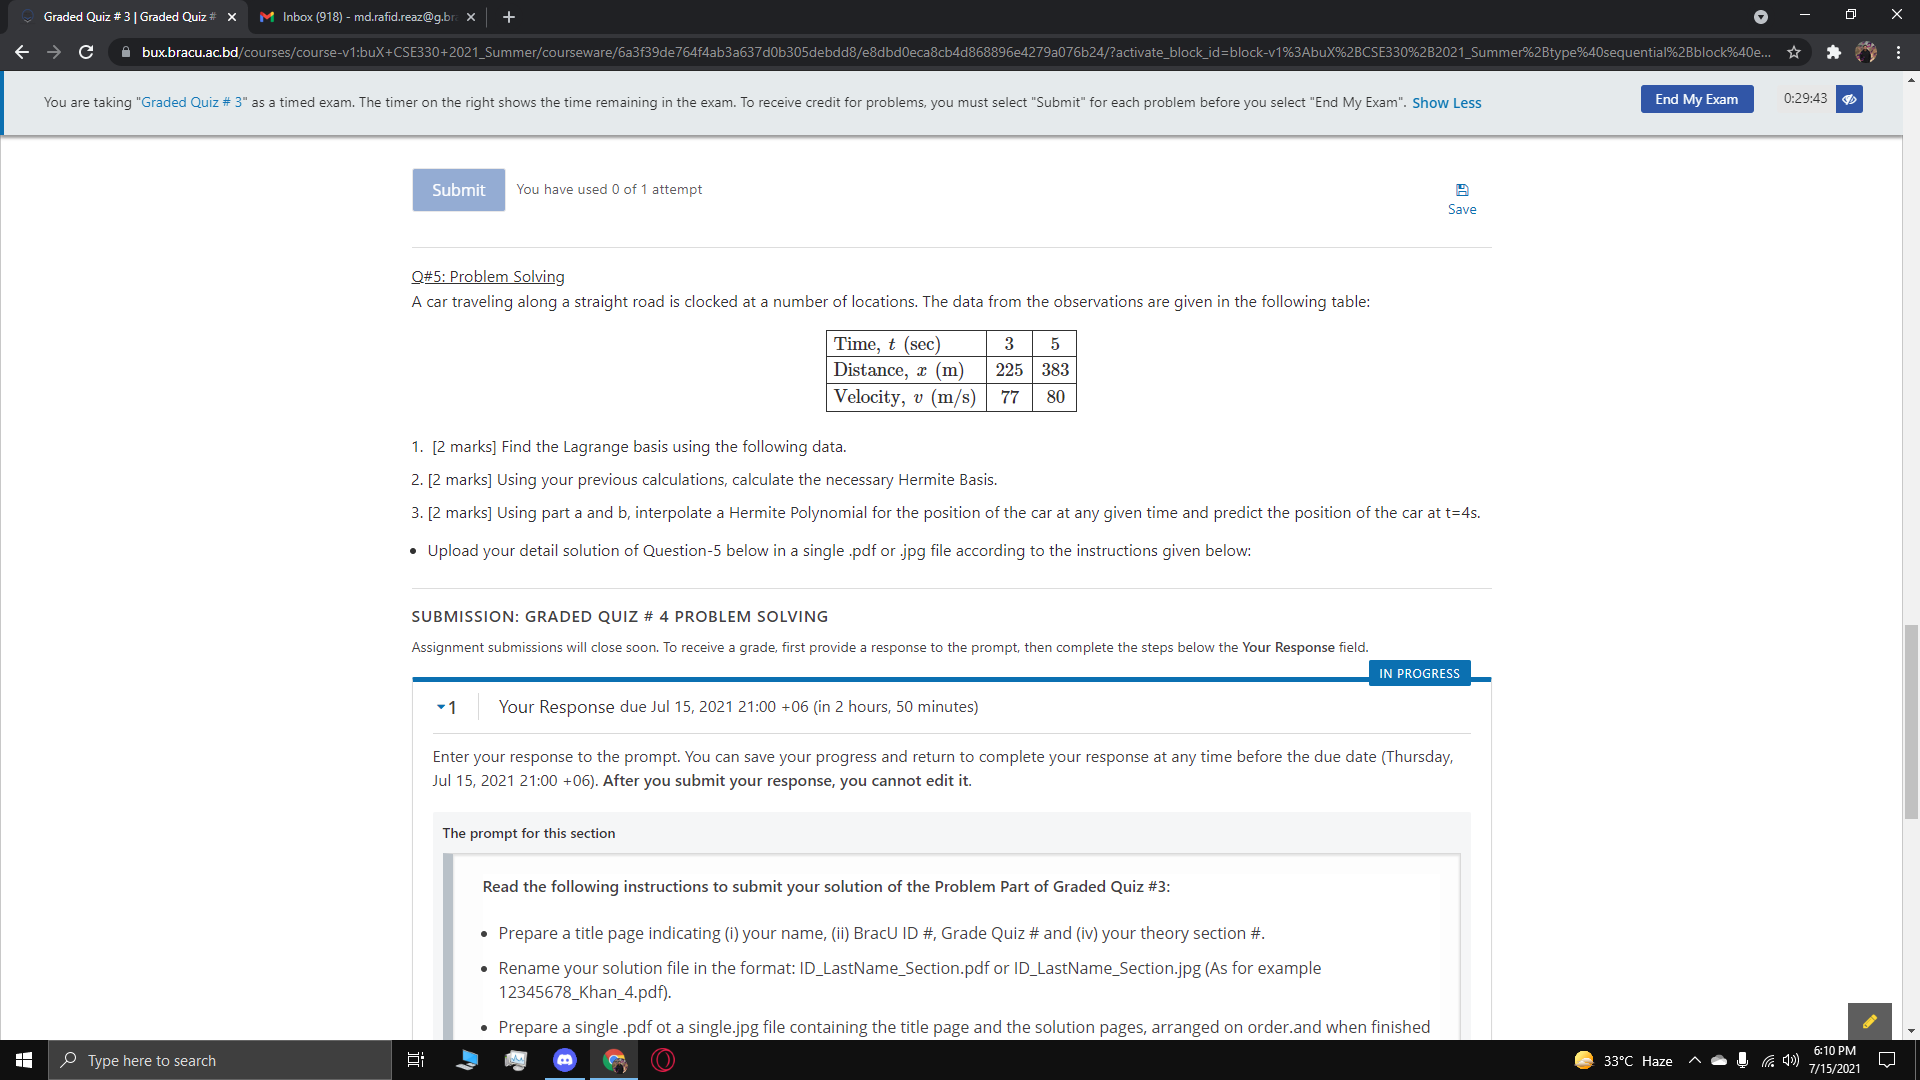 Graded Quiz # 3 | Graded Quiz #
Inbox (918) - md.rafid.reaz@g.br
bux.bracu.ac.bd/courses/course-v1:buX+CSE330+2021_Summer/courseware/6a3f39de764f4ab3a637d0b305debdd8/e8dbd0eca8cb4d868896e4279a076b24/?activate_block_id=block-v1%3AbuX%2BCSE330%2B2021_Summer%2Btype%40sequential%2Bblock%40e...
You are taking "Graded Quiz # 3" as a timed exam. The timer on the right shows the time remaining in the exam. To receive credit for problems, you must select "Submit" for each problem before you select "End My Exam". Show Less
End My Exam
0:29:43
Submit
You have used 0 of 1 attempt
Save
Q#5: Problem Solving
A car traveling along a straight road is clocked at a number of locations. The data from the observations are given in the following table:
Time, t (sec) 3 5
Distance, x (m) 225 383
Velocity, v (m/s) 77 80
1. [2 marks] Find the Lagrange basis using the following data.
2. [2 marks] Using your previous calculations, calculate the necessary Hermite Basis.
3. [2 marks] Using part a and b, interpolate a Hermite Polynomial for the position of the car at any given time and predict the position of the car at t=4s.
• Upload your detail solution of Question-5 below in a single .pdf or .jpg file according to the instructions given below:
SUBMISSION: GRADED QUIZ # 4 PROBLEM SOLVING
Assignment submissions will close soon. To receive a grade, first provide a response to the prompt, then complete the steps below the Your Response field.
IN PROGRESS
1 Your Response due Jul 15, 2021 21:00 +06 (in 2 hours, 50 minutes)
Enter your response to the prompt. You can save your progress and return to complete your response at any time before the due date (Thursday,
Jul 15, 2021 21:00 +06). After you submit your response, you cannot edit it.
The prompt for this section
Read the following instructions to submit your solution of the Problem Part of Graded Quiz #3:
• Prepare a title page indicating (i) your name, (ii) BracU ID #, Grade Quiz # and (iv) your theory section #.
• Rename your solution file in the format: ID_LastName_Section.pdf or ID_LastName_Section.jpg (As for example
12345678_Khan_4.pdf).
• Prepare a single .pdf ot a single.jpg file containing the title page and the solution pages, arranged on order.and when finished
Type here to search
33°C Haze
6:10 PM
7/15/2021